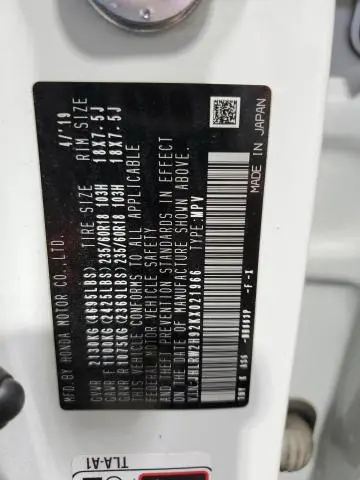 MFD.BY HONDA MOTOR CO.,LTD. 4/'19
TIRE SIZE RIM SIZE
GVWR 2130KG (4695LBS)
GAWR F 1100KG (2425LBS) 235/60R18 103H 18X7.5J
GAWR R 1075KG (2369LBS) 235/60R18 103H 18X7.5J
THIS VEHICLE CONFORMS TO ALL APPLICABLE
FEDERAL MOTOR VEHICLE SAFETY
AND THEFT PREVENTION STANDARDS IN EFFECT
ON THE DATE OF MANUFACTURE SHOWN ABOVE.
V.I.N.:JHLRW2H92KX021966 TYPE:MPV
-F -I
MADE IN JAPAN
TLA-A1